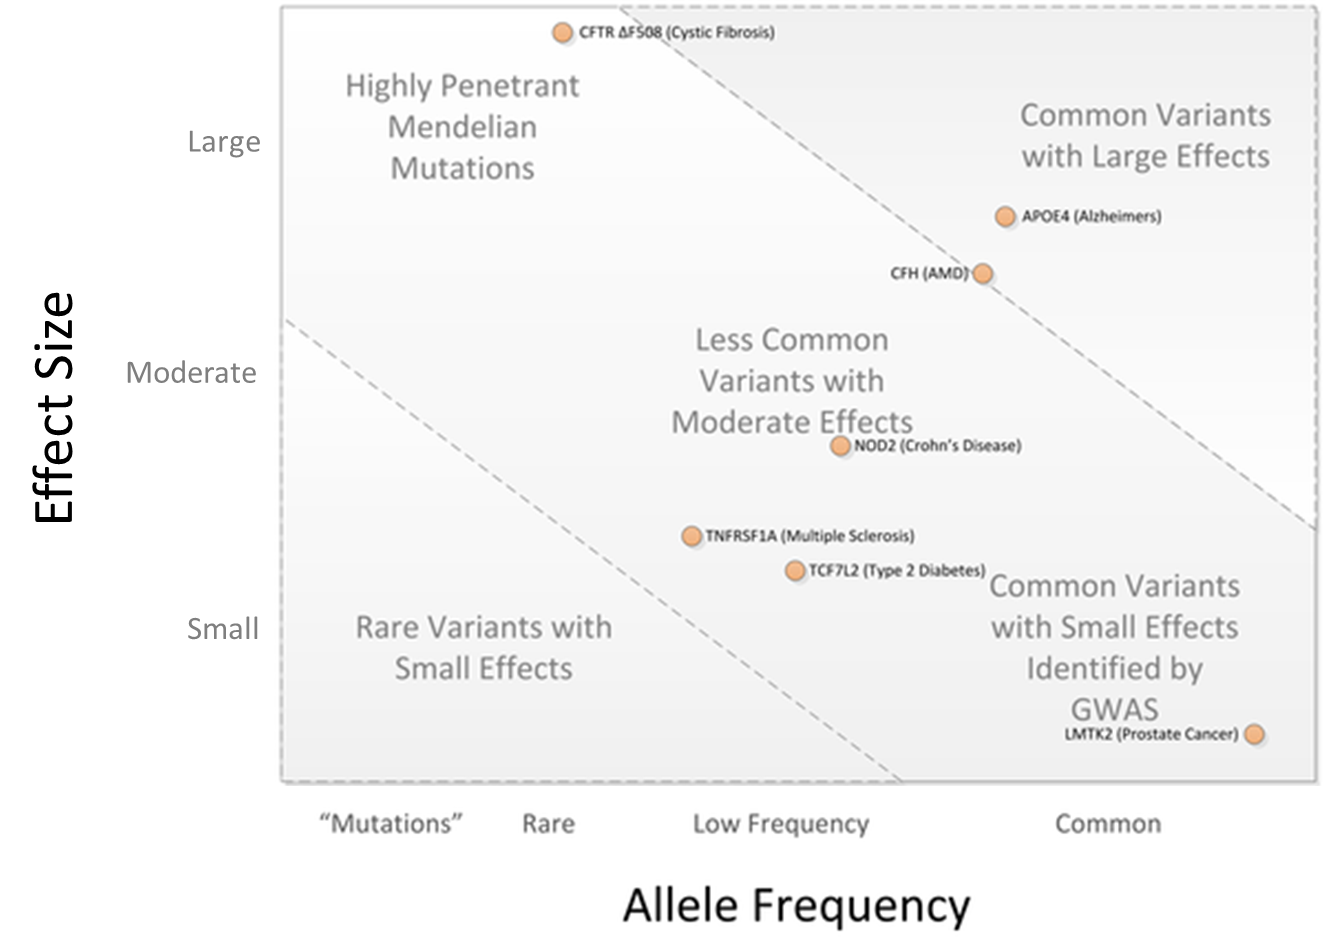 CFTR ΔF508 (Cystic Fibrosis)
Highly Penetrant
Mendelian
Mutations
Common Variants
with Large Effects
Large
APOE4 (Alzheimers)
CFH (AMD)
Effect Size
Moderate
Less Common
Variants with
Moderate Effects
NOD2 (Crohn's Disease)
TNFRSF1A (Multiple Sclerosis)
TCF7L2 (Type 2 Diabetes)
Common Variants
with Small Effects
Identified by
GWAS
Small
Rare Variants with
Small Effects
LMTK2 (Prostate Cancer)
“Mutations”
Rare
Low Frequency
Common
Allele Frequency